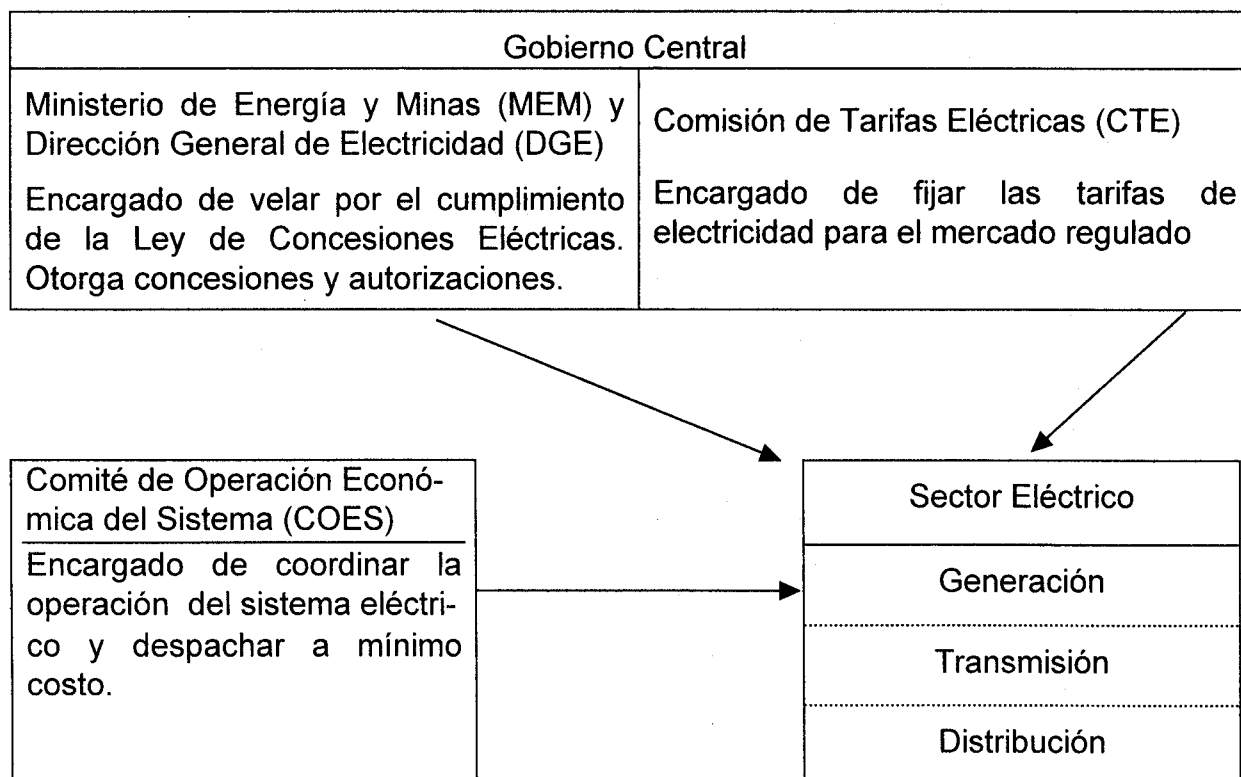 Gobierno Central
Ministerio de Energía y Minas (MEM) y
Dirección General de Electricidad (DGE)
Encargado de velar por el cumplimiento
de la Ley de Concesiones Eléctricas.
Otorga concesiones y autorizaciones.
Comisión de Tarifas Eléctricas (CTE)
Encargado de fijar las tarifas de
electricidad para el mercado regulado
Comité de Operación Econó-
mica del Sistema (COES)
Encargado de coordinar la
operación del sistema eléctri-
co y despachar a mínimo
costo.
Sector Eléctrico
Generación
Transmisión
Distribución